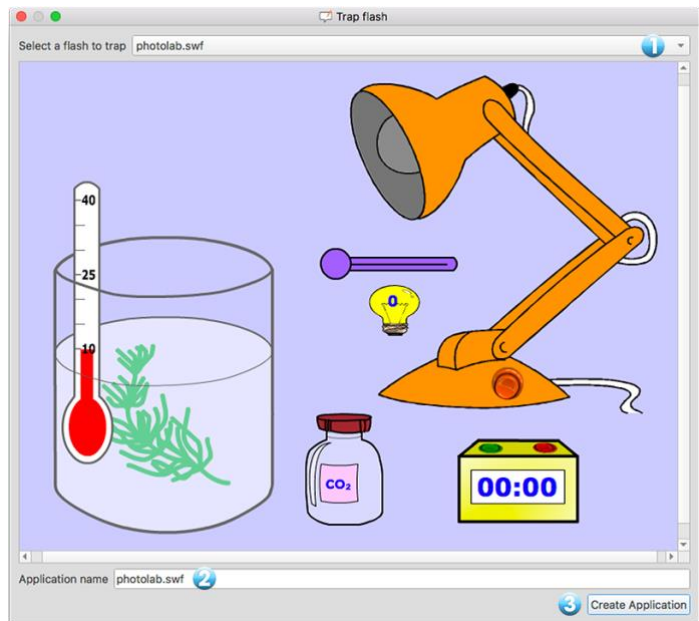 Trap flash
Select a flash to trap photolab.swf 1
40
25
10
0
CO₂
00:00
Application name photolab.swf 2
3 Create Application